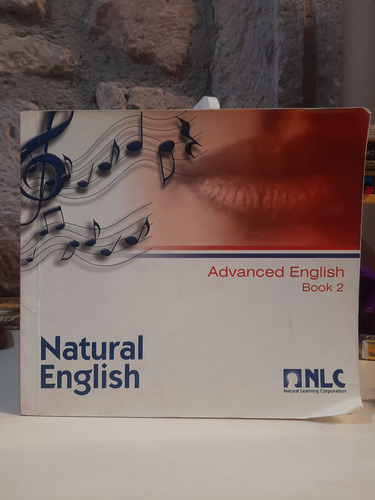 Advanced English
Book 2
Natural
English
NLC
Natural Learning Corporation